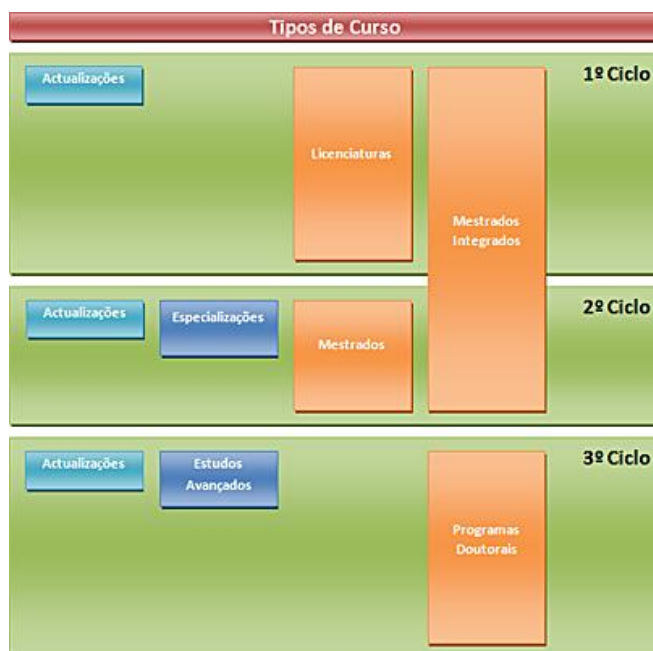 Tipos de Curso
1º Ciclo
Actualizações
Licenciaturas
Mestrados
Integrados
2º Ciclo
Actualizações
Especializações
Mestrados
3º Ciclo
Actualizações
Estudos
Avançados
Programas
Doutorais